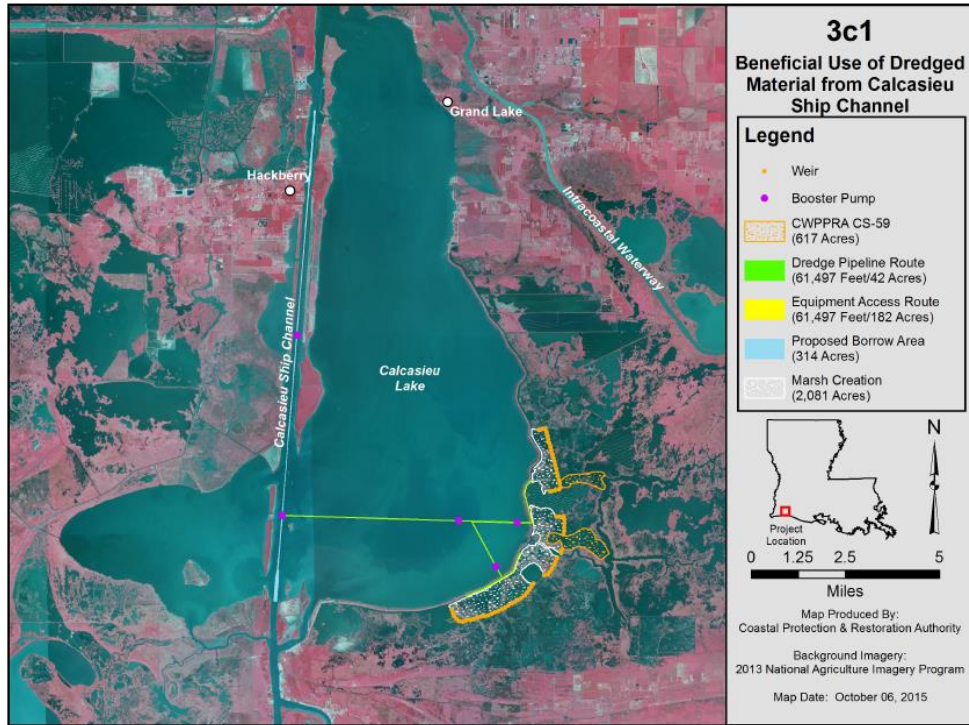 3c1
Beneficial Use of Dredged
Material from Calcasieu
Ship Channel
Legend
Weir
Booster Pump
CWPPRA CS-59
(617 Acres)
Dredge Pipeline Route
(61,497 Feet/42 Acres)
Equipment Access Route
(61,497 Feet/182 Acres)
Proposed Borrow Area
(314 Acres)
Marsh Creation
(2,081 Acres)
N
Project
Location
0 1.25 2.5 5
Miles
Map Produced By:
Coastal Protection & Restoration Authority
Background Imagery:
2013 National Agriculture Imagery Program
Map Date: October 06, 2015
Grand Lake
Hackberry
Intracoastal Waterway
Calcasieu Ship Channel
Calcasieu
Lake